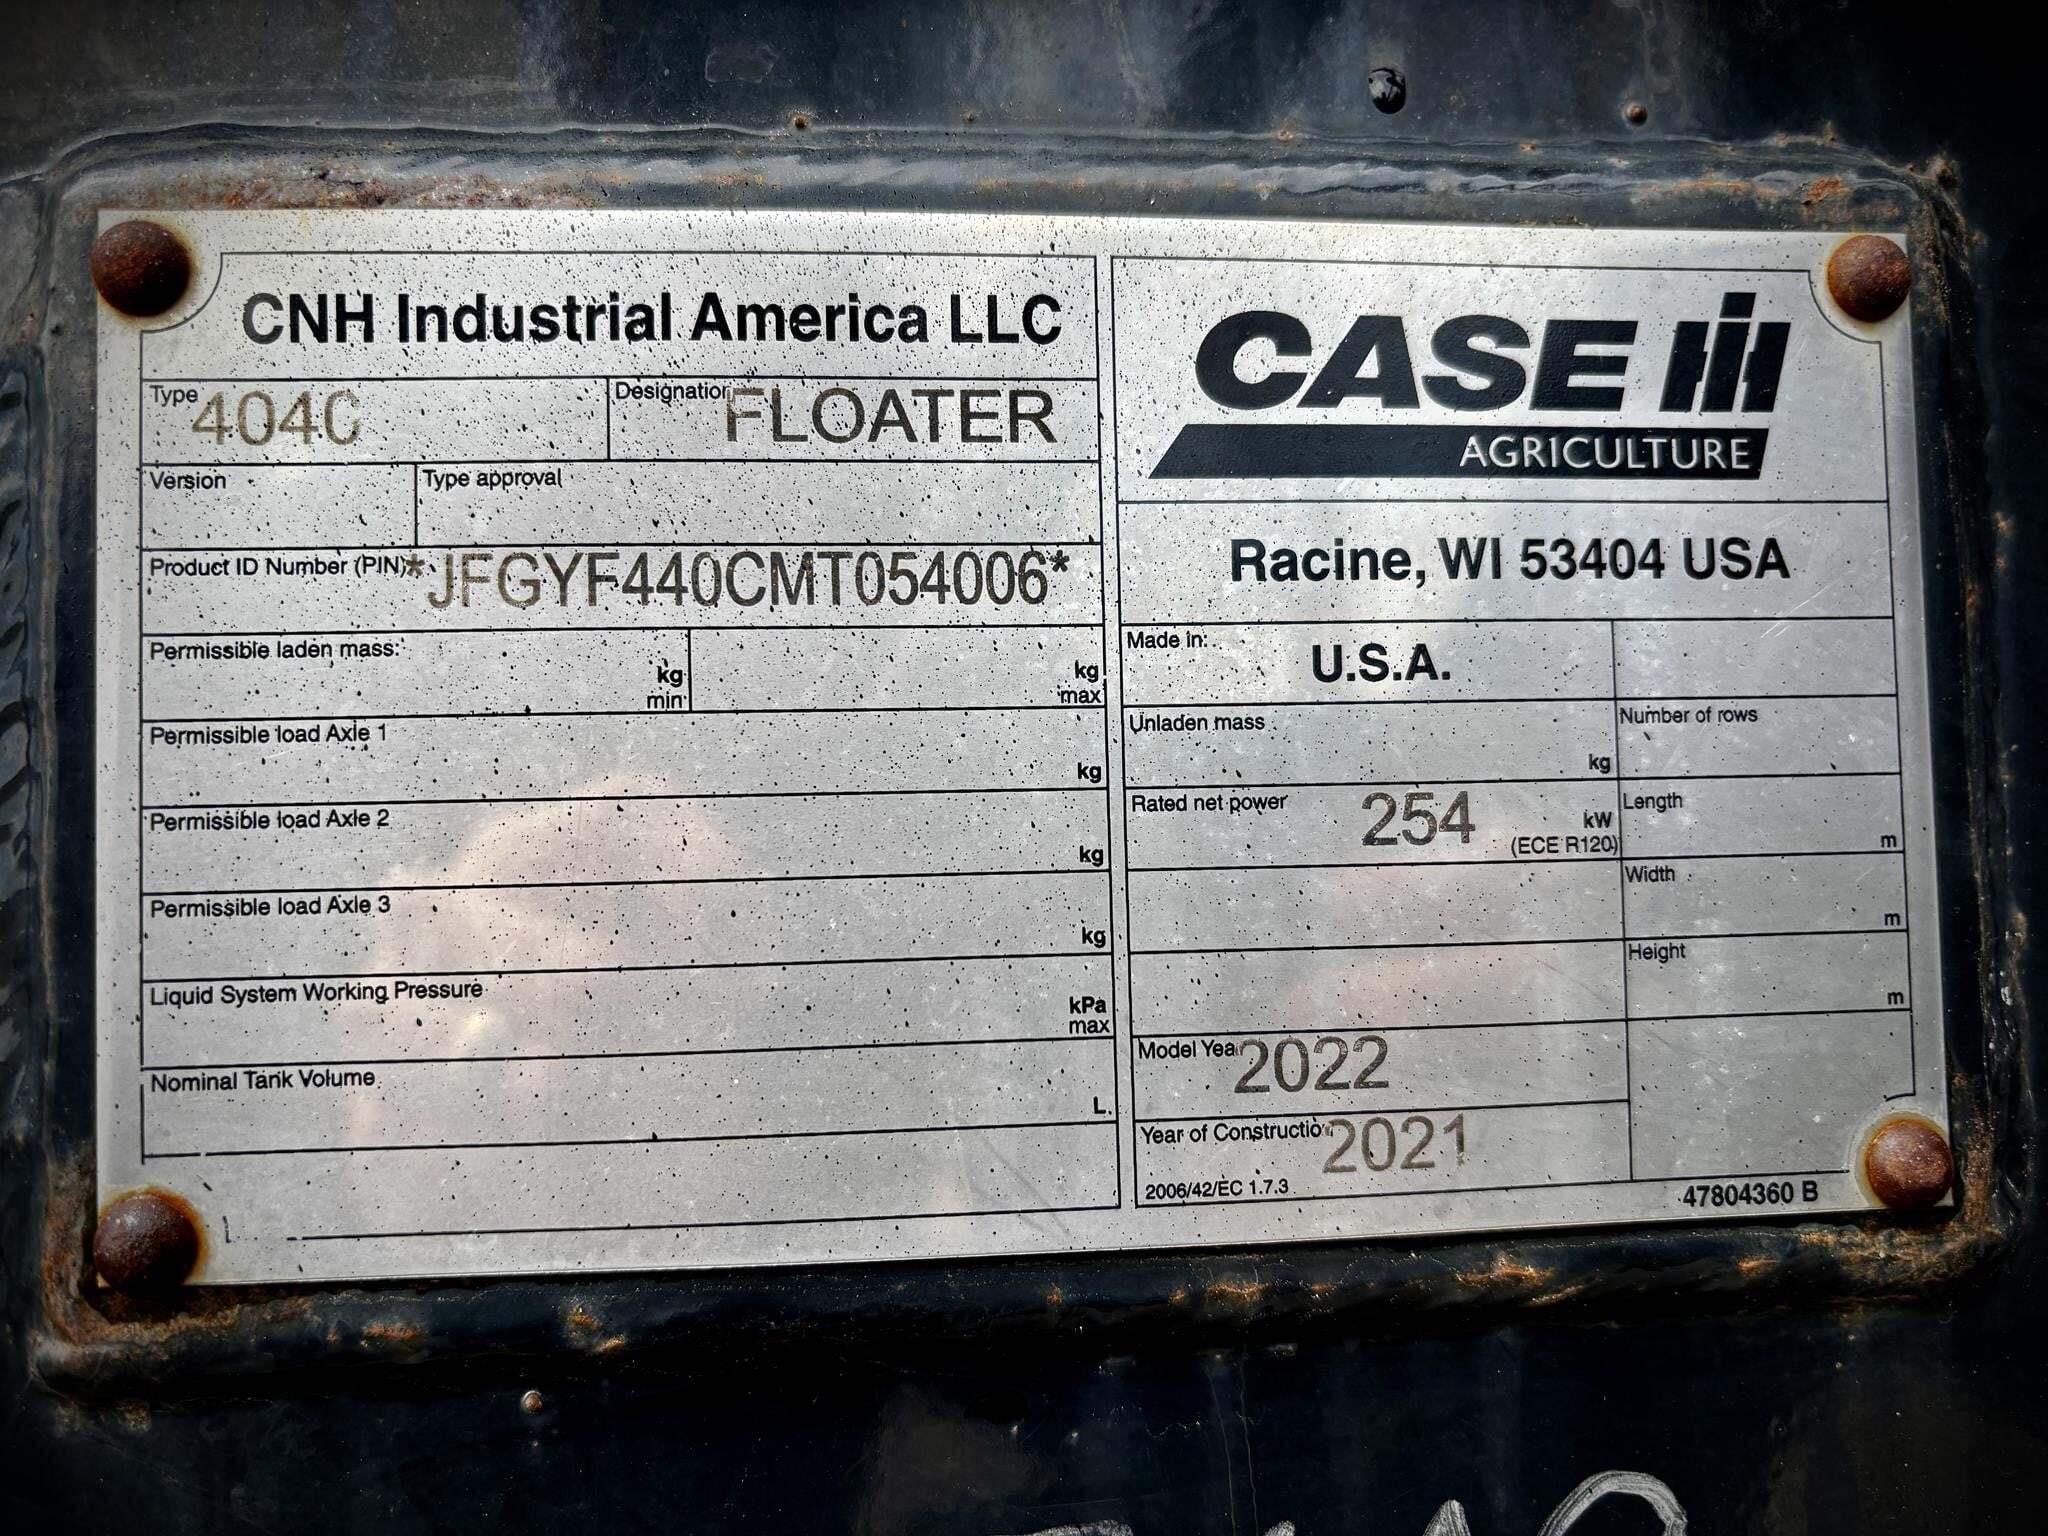 CNH Industrial America LLC
Type 4040
Designation FLOATER
Version
Type approval
Product ID Number (PIN) *JFGYF440CMT054006*
Permissible laden mass:
kg
min
kg
max
Permissible load Axle 1
kg
Permissible load Axle 2
kg
Permissible load Axle 3
kg
Liquid System Working Pressure
kPa
max
Nominal Tank Volume
L
CASE IH
AGRICULTURE
Racine, WI 53404 USA
Made in:
U.S.A.
Unladen mass
kg
Number of rows
Rated net power 254 kW
(ECE R120)
Length
m
Width
m
Height
m
Model Year 2022
Year of Construction 2021
2006/42/EC 1.7.3
47804360 B